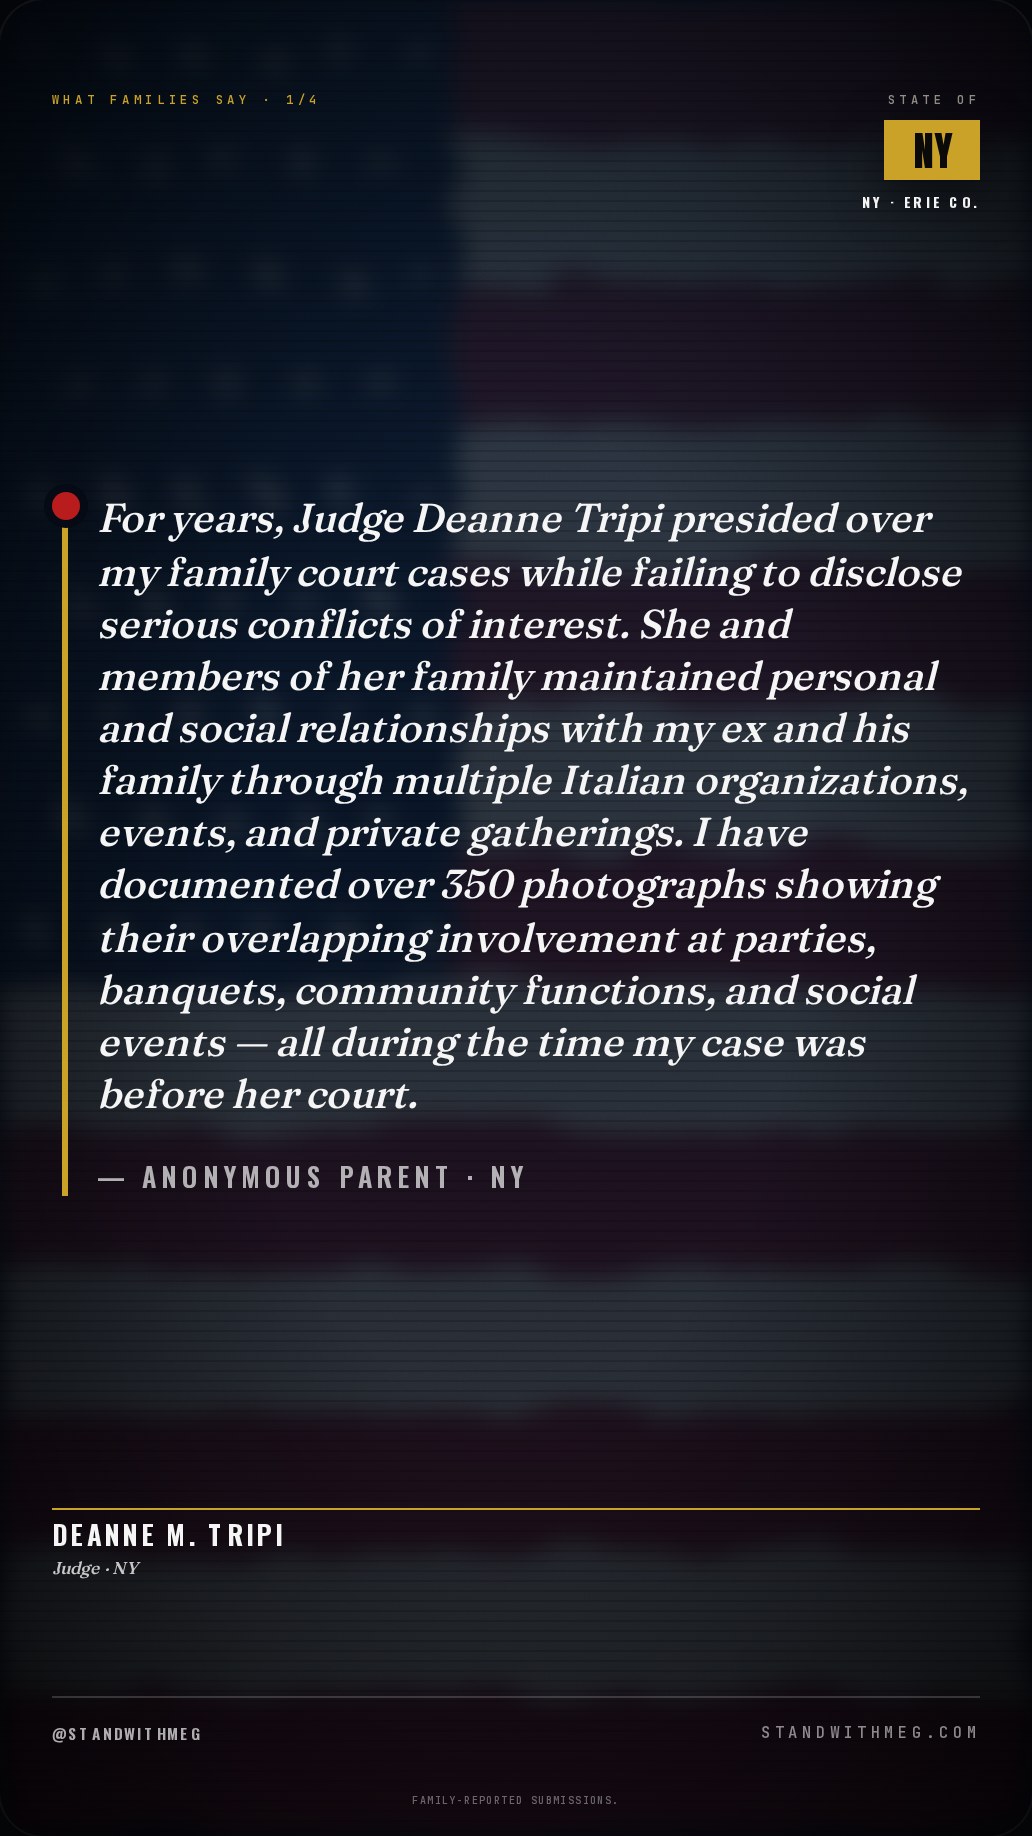 WHAT FAMILIES SAY · 1/4
STATE OF
NY
NY · ERIE CO.
For years, Judge Deanne Tripi presided over
my family court cases while failing to disclose
serious conflicts of interest. She and
members of her family maintained personal
and social relationships with my ex and his
family through multiple Italian organizations,
events, and private gatherings. I have
documented over 350 photographs showing
their overlapping involvement at parties,
banquets, community functions, and social
events — all during the time my case was
before her court.
— ANONYMOUS PARENT · NY
DEANNE M. TRIPI
Judge · NY
@STANDWITHMEG
STANDWITHMEG.COM
FAMILY-REPORTED SUBMISSIONS.